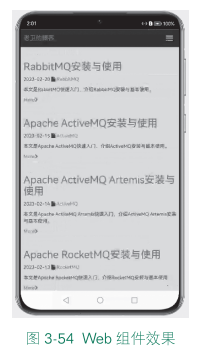 2:01
100%
老卫的博客
RabbitMQ安装与使用
2023-02-20 RabbitMQ
本文是RabbitMQ快速入门，介绍RabbitMQ安装与基本使用。
More
Apache ActiveMQ安装与使用
2023-02-16 ActiveMQ
本文是Apache ActiveMQ快速入门，介绍ActiveMQ安装与基本使用。
More
Apache ActiveMQ Artemis安装与
使用
2023-02-16 ActiveMQ
本文是Apache ActiveMQ Artemis快速入门，介绍ActiveMQ Artemis安装
与基本使用。
More
Apache RocketMQ安装与使用
RocketMQ
本文是Apache RocketMQ快速入门，介绍RocketMQ安装与基本使用
More
图 3-54 Web 组件效果